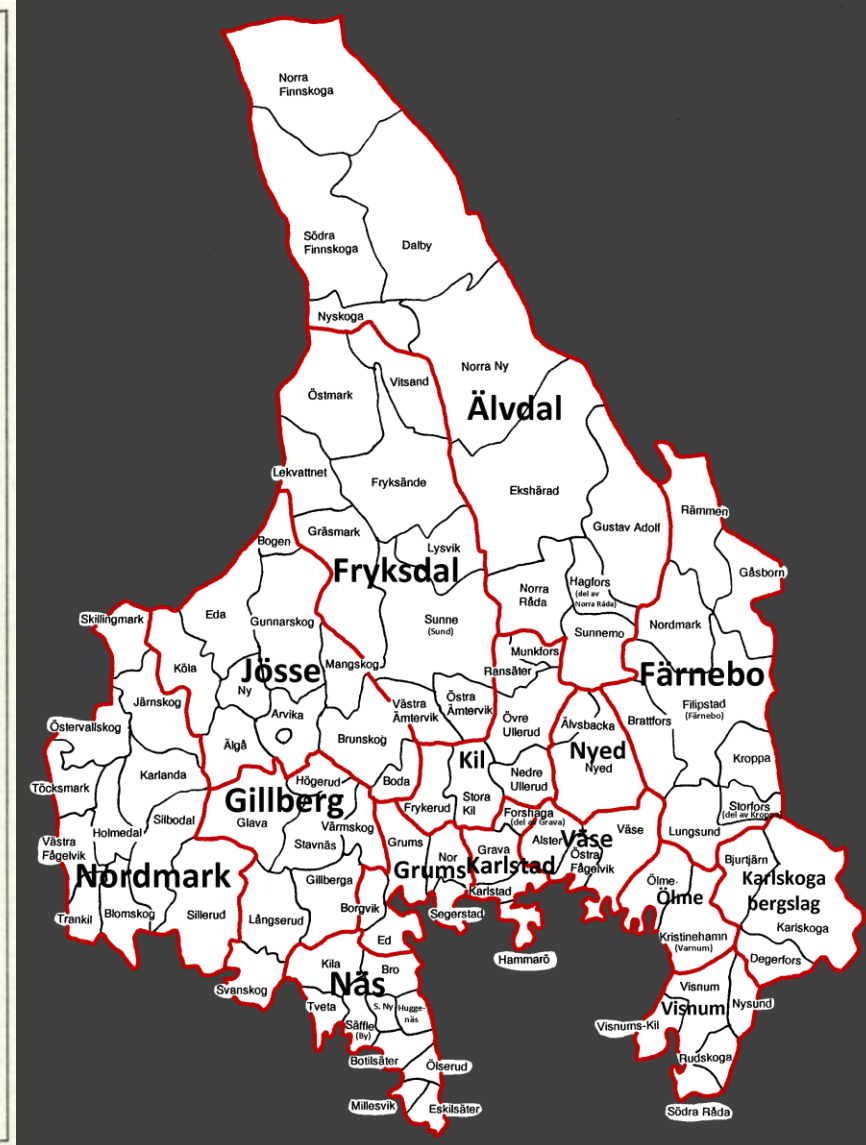 Norra
Finnskoga
Södra
Finnskoga
Dalby
Nyskoga
Norra Ny
Vitsand
Östmark
Älvdal
Lekvattnet
Fryksände
Ekshärad
Rämmen
Gustav Adolf
Gräsmark
Bogen
Lysvik
Fryksdal
Gåsborn
Norra
Råda
Hagfors
(del av
Norra Råda)
Skillingmark
Eda
Gunnarskog
Sunne
(Sund)
Sunnemo
Nordmark
Munkfors
Ransäter
Köla
Jösse
Mangskog
Färnebo
Ny
Järnskog
Västra
Ämtervik
Östra
Ämtervik
Filipstad
(Färnebo)
Arvika
Övre
Ullerud
Älvsbacka
Brattfors
Östervallskog
Älgå
Brunskog
Nyed
Nyed
Kil
Kroppa
Karlanda
Högerud
Boda
Nedre
Ullerud
Töcksmark
Gillberg
Stora
Kil
Frykerud
Forshaga
(del av Grava)
Storfors
(del av Kroppa)
Silbodal
Glava
Värmskog
Holmedal
Stavnäs
Grums
Alster
Väse
Väse
Lungsund
Västra
Fågelvik
Nor
Grava
Östra
Fågelvik
Bjurtjärn
Nordmark
Grums
Karlstad
Gillberga
Ölme
Ölme
Karlskoga
bergslag
Karlstad
Borgvik
Trankil
Blomskog
Sillerud
Långserud
Segerstad
Karlskoga
Ed
Kristinehamn
(Varnum)
Hammarö
Degerfors
Kila
Bro
Svanskog
Näs
Visnum
Tveta
S. Ny
Hugge-
näs
Visnum
Nysund
Säffle
(By)
Visnums-Kil
Botilsäter
Ölserud
Rudskoga
Millesvik
Eskilsäter
Södra Råda